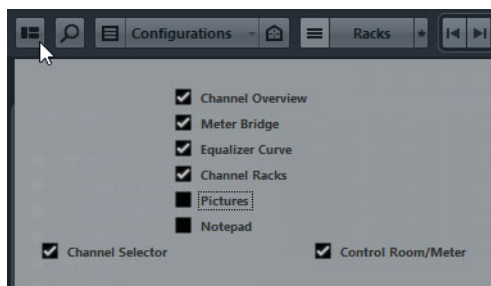 Configurations Racks
Channel Overview
Meter Bridge
Equalizer Curve
Channel Racks
Pictures
Notepad
Channel Selector Control Room/Meter